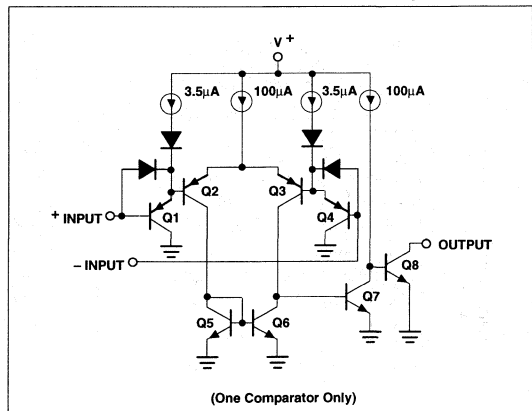 V+
3.5μA 100μA 3.5μA 100μA
Q2 Q3
+ INPUT Q1 Q4
OUTPUT
− INPUT Q8
Q7
Q5 Q6
(One Comparator Only)